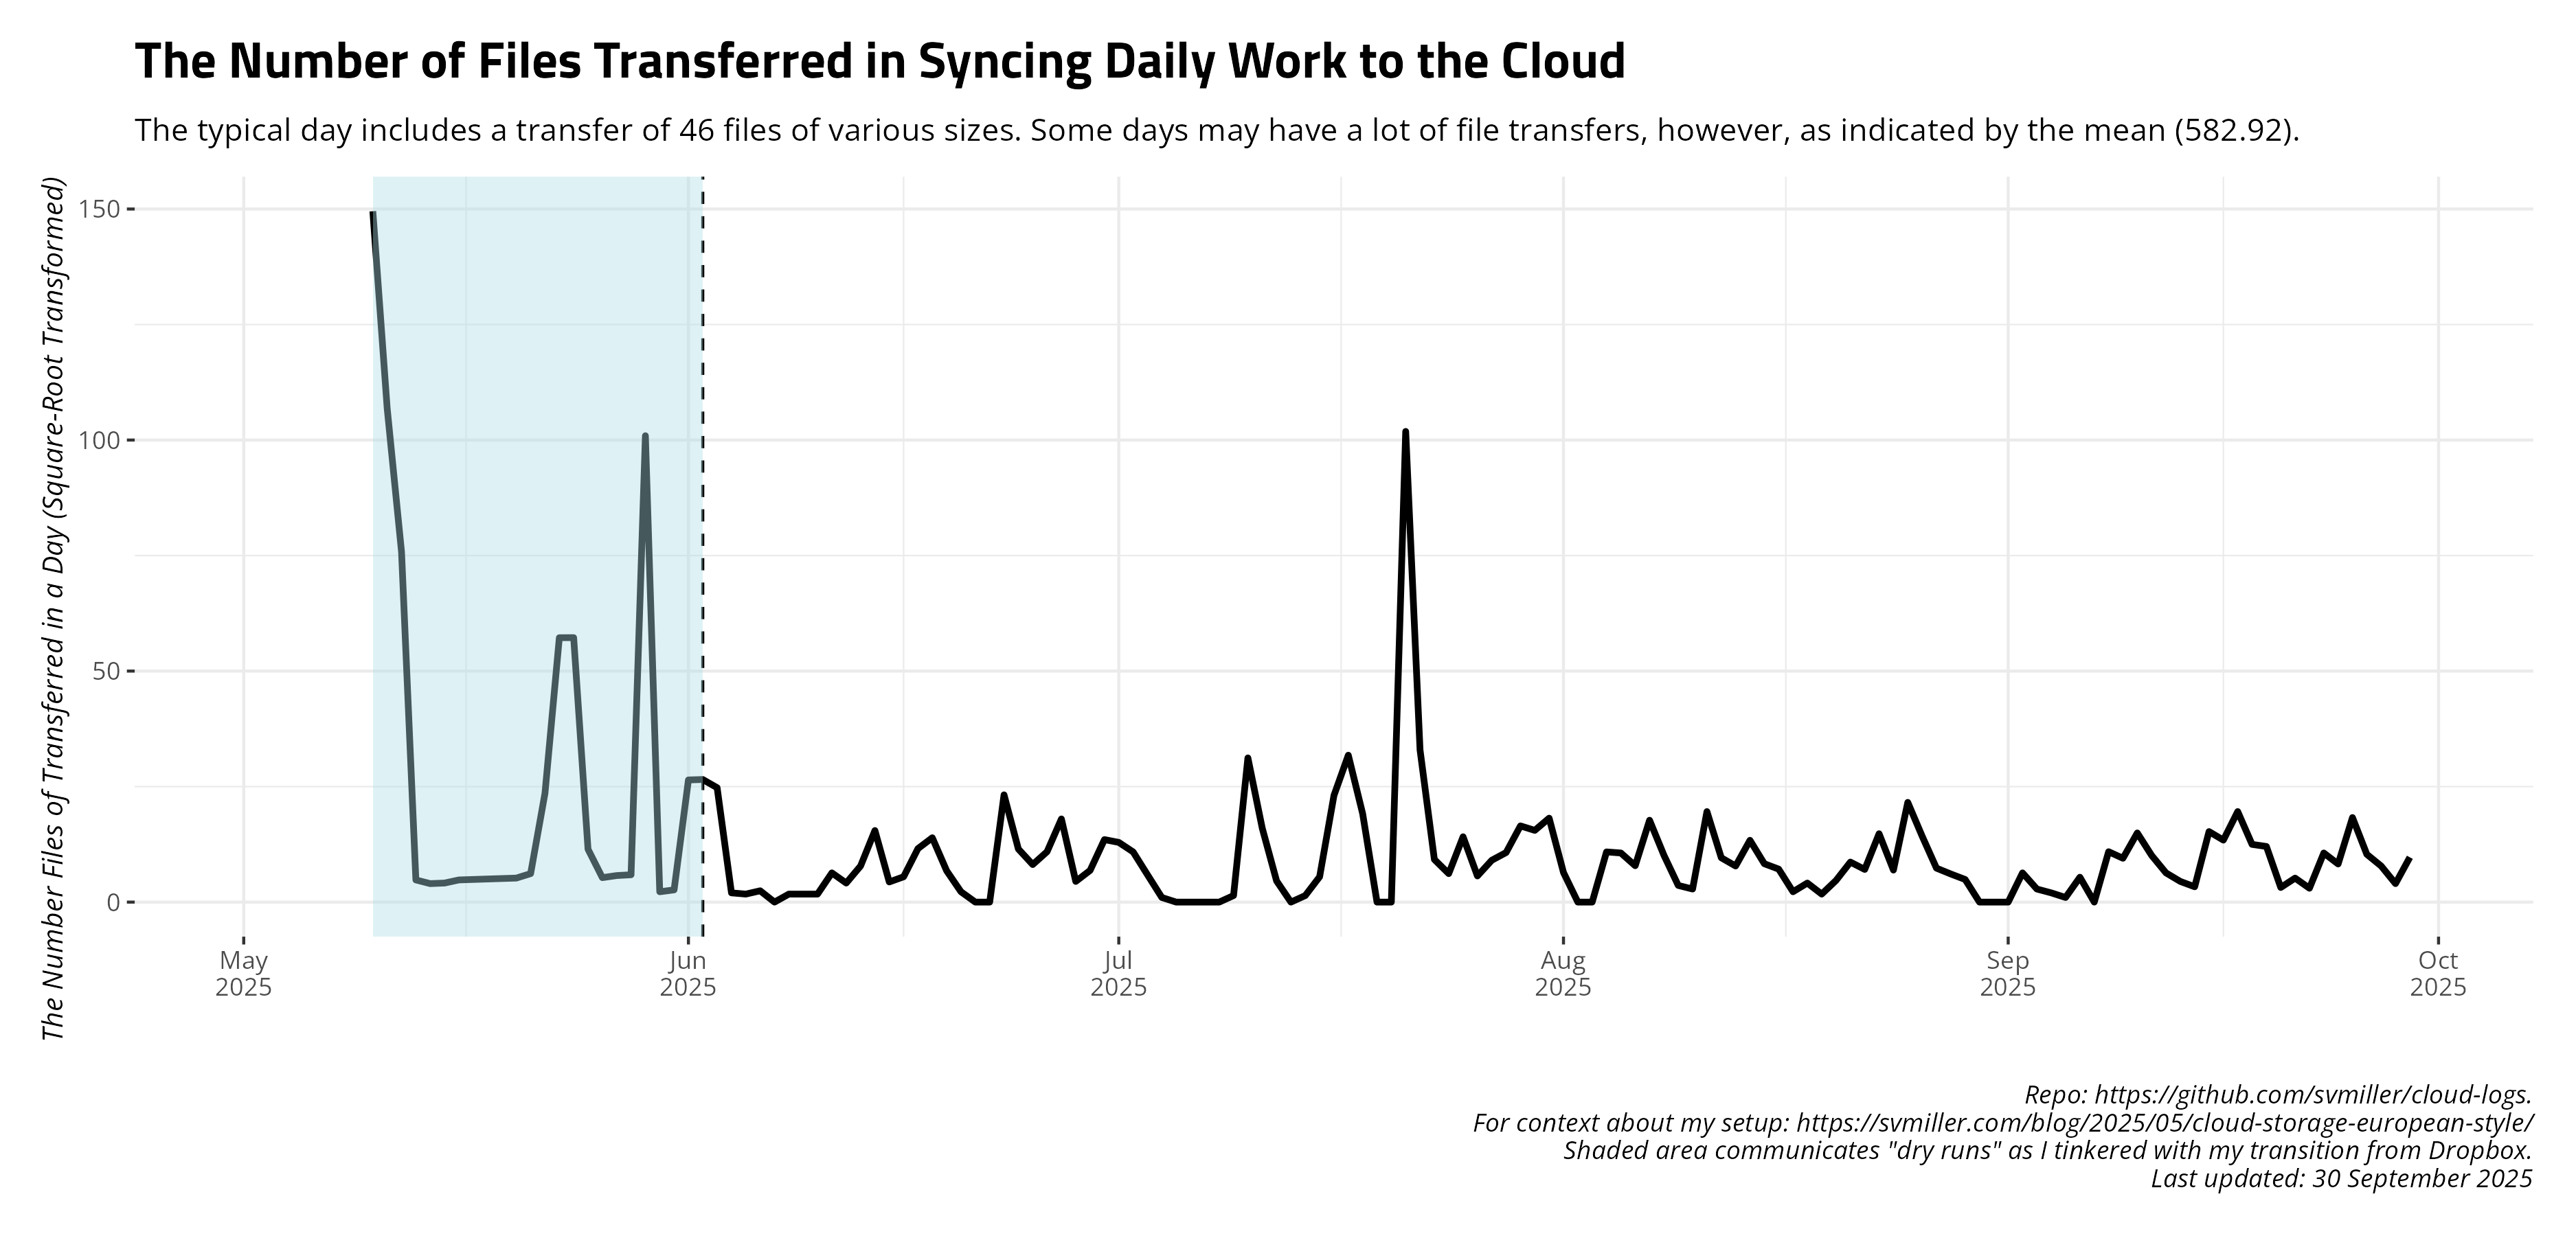 The Number of Files Transferred in Syncing Daily Work to the Cloud
The typical day includes a transfer of 46 files of various sizes. Some days may have a lot of file transfers, however, as indicated by the mean (582.92).
The Number Files of Transferred in a Day (Square-Root Transformed)
150
100
50
0
May
2025
Jun
2025
Jul
2025
Aug
2025
Sep
2025
Oct
2025
Repo: https://github.com/svmiller/cloud-logs.
For context about my setup: https://svmiller.com/blog/2025/05/cloud-storage-european-style/
Shaded area communicates "dry runs" as I tinkered with my transition from Dropbox.
Last updated: 30 September 2025